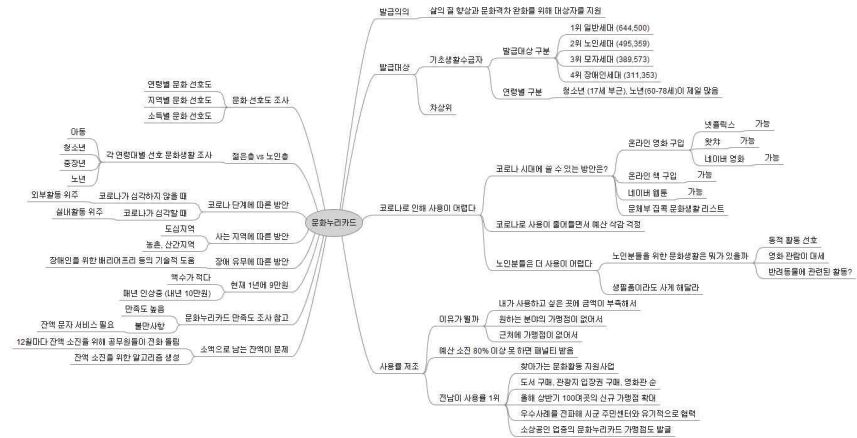 문화누리카드
발급의의
삶의 질 향상과 문화격차 완화를 위해 대상자를 지원
발급대상
기초생활수급자
발급대상 구분
1위 일반세대 (644,500)
2위 노인세대 (495,359)
3위 모자세대 (389,573)
4위 장애인세대 (311,353)
연령별 구분
청소년 (17세 부근), 노년(60-78세)이 제일 많음
차상위
코로나로 인해 사용이 어렵다
코로나 시대에 쓸 수 있는 방안은?
온라인 영화 구입
넷플릭스
가능
왓챠
가능
네이버 영화
가능
온라인 책 구입
가능
네이버 웹툰
가능
문체부 집콕 문화생활 리스트
코로나로 사용이 줄어들면서 예산 삭감 걱정
노인분들은 더 사용이 어렵다
노인분들을 위한 문화생활은 뭐가 있을까
동적 활동 선호
영화 관람이 대세
반려동물에 관련된 활동?
생필품이라도 사게 해달라
사용률 저조
이유가 뭘까
내가 사용하고 싶은 곳에 금액이 부족해서
원하는 분야의 가맹점이 없어서
근처에 가맹점이 없어서
예산 소진 80% 이상 못 하면 패널티 받음
전남이 사용률 1위
찾아가는 문화활동 지원사업
도서 구매, 관광지 입장권 구매, 영화관 순
올해 상반기 100여곳의 신규 가맹점 확대
우수사례를 전파해 시군 주민센터와 유기적으로 협력
소상공인 업종의 문화누리카드 가맹점도 발굴
문화 선호도 조사
연령별 문화 선호도
지역별 문화 선호도
소득별 문화 선호도
젊은층 vs 노인층
각 연령대별 선호 문화생활 조사
아동
청소년
중장년
노년
코로나 단계에 따른 방안
코로나가 심각하지 않을 때
외부활동 위주
코로나가 심각할 때
실내활동 위주
사는 지역에 따른 방안
도심지역
농촌, 산간지역
장애 유무에 따른 방안
장애인을 위한 배리어프리 등의 기술적 도움
현재 1년에 9만원
액수가 적다
매년 인상중 (내년 10만원)
문화누리카드 만족도 조사 참고
만족도 높음
불만사항
잔액 문자 서비스 필요
소액으로 남는 잔액이 문제
12월마다 잔액 소진을 위해 공무원들이 전화 돌림
잔액 소진을 위한 알고리즘 생성